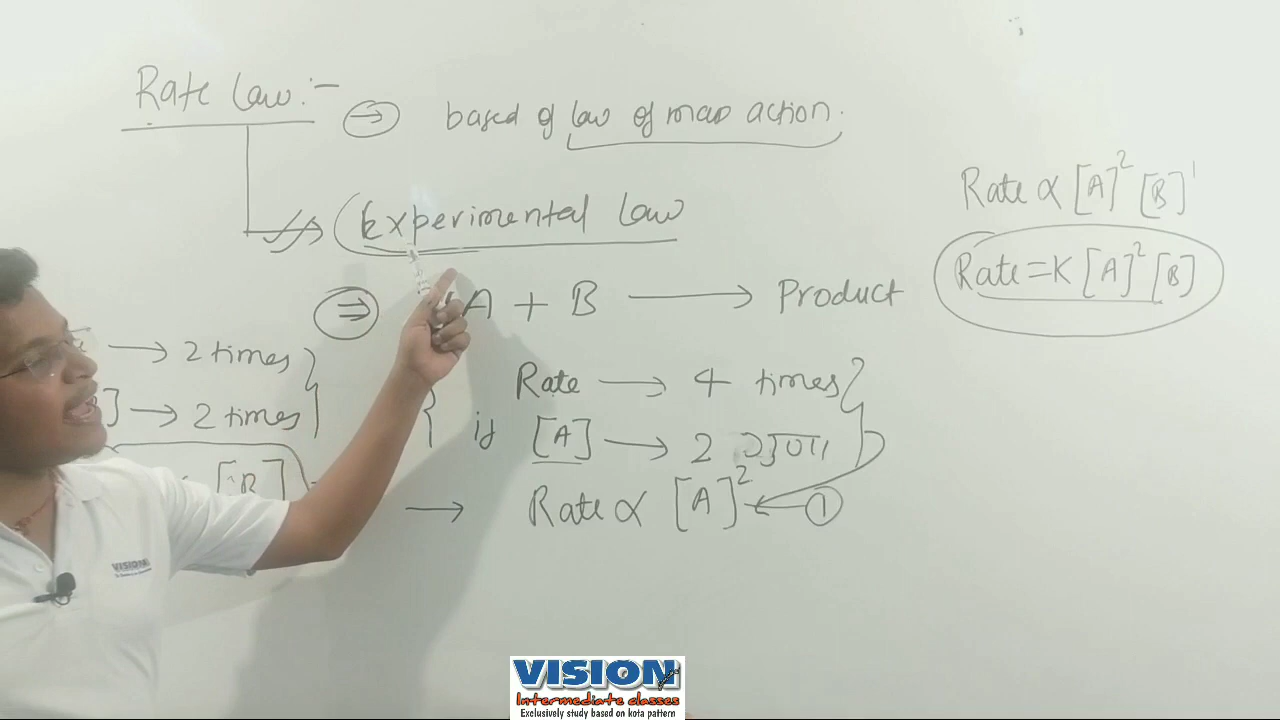 Rate Law:-
→ based of law of mass action.
Experimental Law
⇒ A + B ⟶ Product
Rate ∝ [A]² [B]¹
Rate = K [A]² [B]
→ 2 times
→ 2 times
[B]
Rate → 4 times
if [A] → 2 गुना
→ Rate ∝ [A]² ← ①
VISION
VISION
Intermediate classes
Exclusively study based on kota pattern